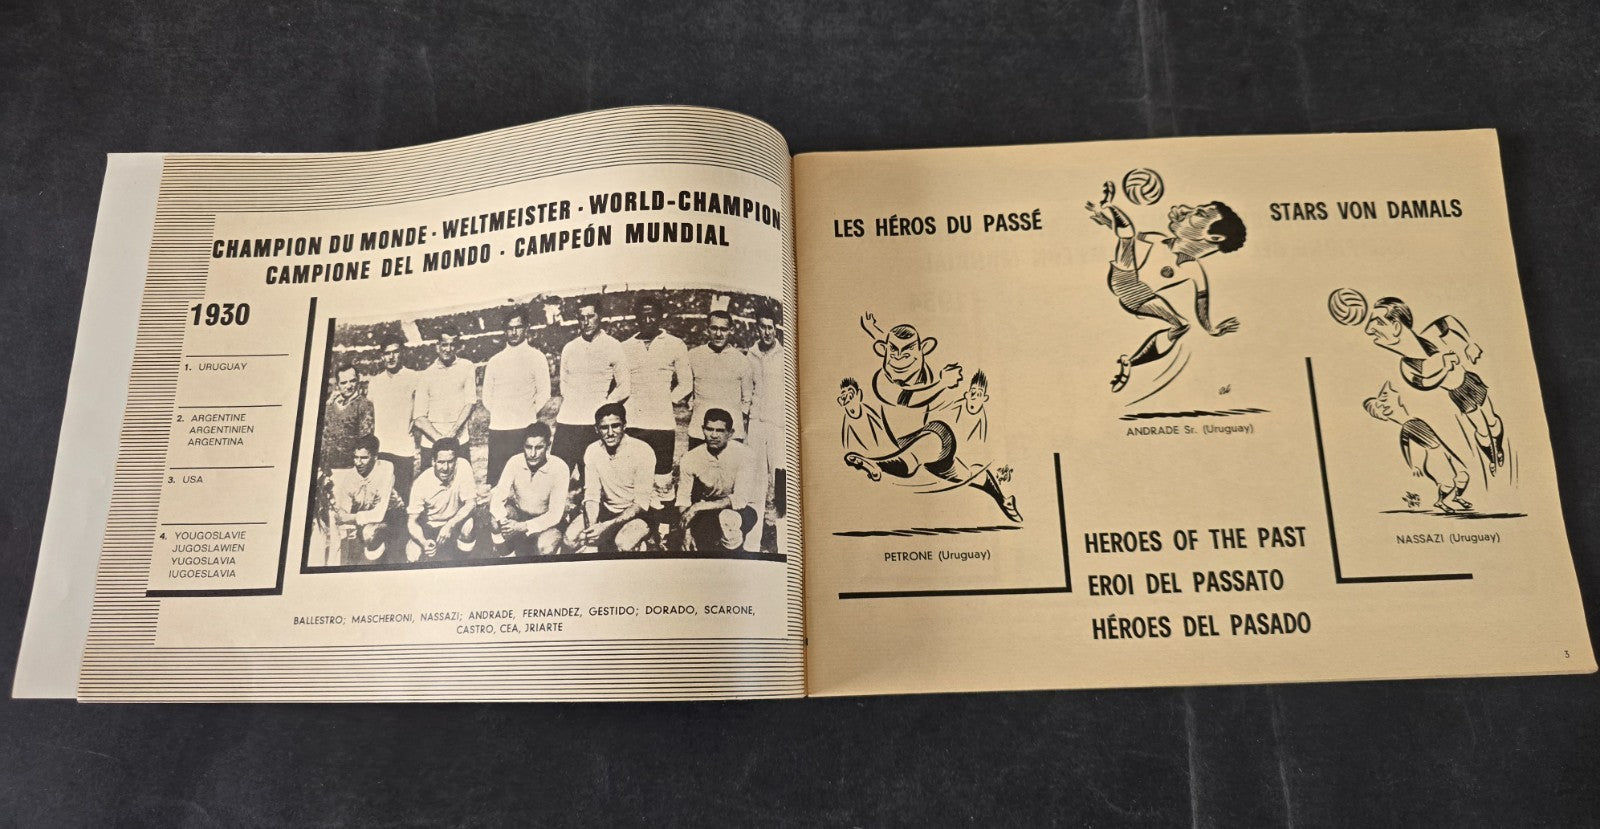 CHAMPION DU MONDE · WELTMEISTER · WORLD-CHAMPION
CAMPIONE DEL MONDO · CAMPEÓN MUNDIAL
1930
1. URUGUAY
2. ARGENTINE
ARGENTINIEN
ARGENTINA
3. USA
4. YOUGOSLAVIE
JUGOSLAWIEN
YUGOSLAVIA
IUGOESLAVIA
BALLESTRO; MASCHERONI, NASSAZI; ANDRADE, FERNANDEZ, GESTIDO; DORADO, SCARONE,
CASTRO, CEA, JRIARTE
LES HÉROS DU PASSÉ
STARS VON DAMALS
ANDRADE Sr. (Uruguay)
PETRONE (Uruguay)
NASSAZI (Uruguay)
HEROES OF THE PAST
EROI DEL PASSATO
HÉROES DEL PASADO
3